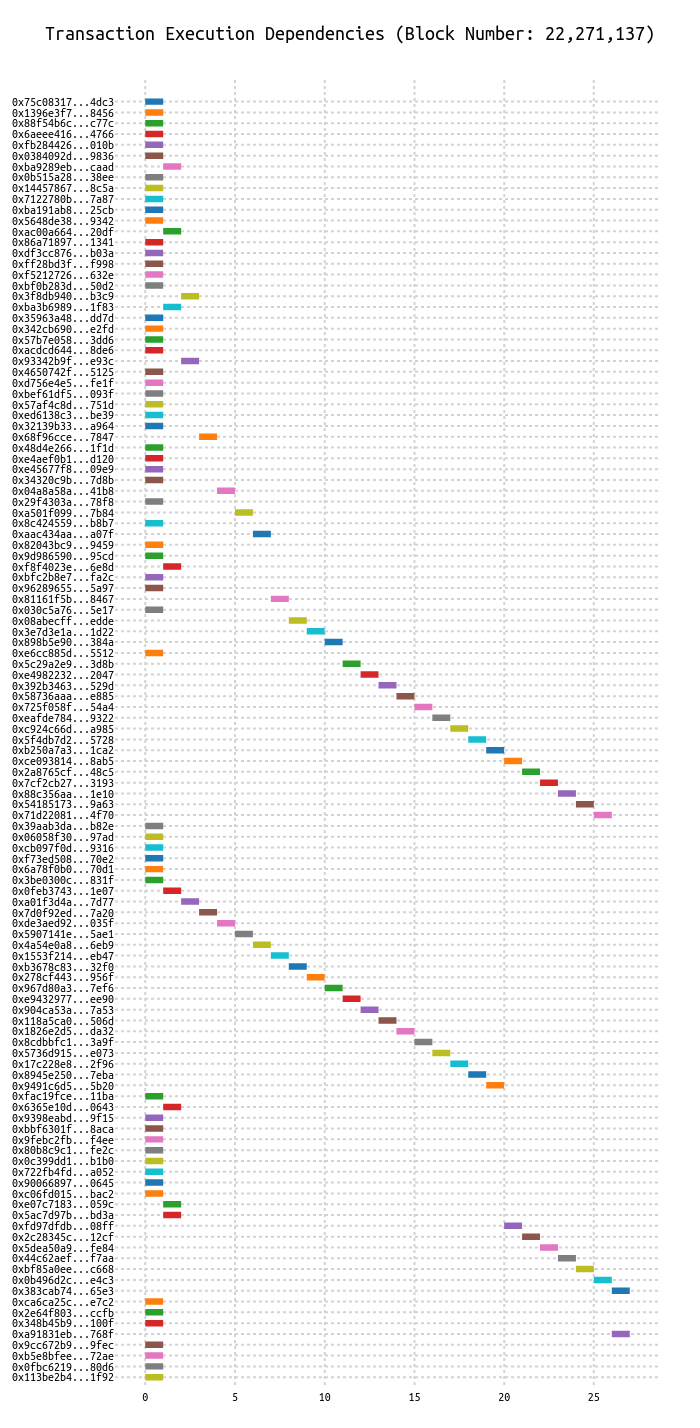 Transaction Execution Dependencies (Block Number: 22,271,137)
0x75c08317...4dc3
0x1396e3f7...8456
0x88f54b6c...c77c
0x6aeee416...4766
0xfb284426...010b
0x0384092d...9836
0xba9289eb...caad
0x0b515a28...38ee
0x14457867...8c5a
0x7122780b...7a87
0xba191ab8...25cb
0x5648de38...9342
0xac00a664...20df
0x86a71897...1341
0xdf3cc876...b03a
0xff28bd3f...f998
0xf5212726...632e
0xbf0b283d...50d2
0x3f8db940...b3c9
0xba3b6989...1f83
0x35963a48...dd7d
0x342cb690...e2fd
0x57b7e058...3dd6
0xacdcd644...8de6
0x93342b9f...e93c
0x4650742f...5125
0xd756e4e5...fe1f
0xbef61df5...093f
0x57af4c8d...751d
0xed6138c3...be39
0x32139b33...a964
0x68f96cce...7847
0x48d4e266...1f1d
0xe4aef0b1...d120
0xe45677f8...09e9
0x34320c9b...7d8b
0x04a8a58a...41b8
0x29f4303a...78f8
0xa501f099...7b84
0x8c424559...b8b7
0xaac434aa...a07f
0x82043bc9...9459
0x9d986590...95cd
0xf8f4023e...6e8d
0xbfc2b8e7...fa2c
0x96289655...5a97
0x81161f5b...8467
0x030c5a76...5e17
0x08abecff...edde
0x3e7d3e1a...1d22
0x898b5e90...384a
0xe6cc885d...5512
0x5c29a2e9...3d8b
0xe4982232...2047
0x392b3463...529d
0x58736aaa...e885
0x725f058f...54a4
0xeafde784...9322
0xc924c66d...a985
0x5f4db7d2...5728
0xb250a7a3...1ca2
0xce093814...8ab5
0x2a8765cf...48c5
0x7cf2cb27...3193
0x88c356aa...1e10
0x54185173...9a63
0x71d22081...4f70
0x39aab3da...b82e
0x06058f30...97ad
0xcb097f0d...9316
0xf73ed508...70e2
0x6a78f0b0...70d1
0x3be0300c...831f
0x0feb3743...1e07
0xa01f3d4a...7d77
0x7d0f92ed...7a20
0xde3aed92...035f
0x5907141e...5ae1
0x4a54e0a8...6eb9
0x1553f214...eb47
0xb3678c83...32f0
0x278cf443...956f
0x967d80a3...7ef6
0xe9432977...ee90
0x904ca53a...7a53
0x118a5ca0...506d
0x1826e2d5...da32
0x8cdbbfc1...3a9f
0x5736d915...e073
0x17c228e8...2f96
0x8945e250...7eba
0x9491c6d5...5b20
0xfac19fce...11ba
0x6365e10d...0643
0x9398eabd...9f15
0xbbf6301f...8aca
0x9febc2fb...f4ee
0x80b8c9c1...fe2c
0x0c399dd1...b1b0
0x722fb4fd...a052
0x90066897...0645
0xc06fd015...bac2
0xe07c7183...059c
0x5ac7d97b...bd3a
0xfd97dfdb...08ff
0x2c28345c...12cf
0x5dea50a9...fe84
0x44c62aef...f7aa
0xbf85a0ee...c668
0x0b496d2c...e4c3
0x383cab74...65e3
0xca6ca25c...e7c2
0x2e64f803...ccfb
0x348b45b9...100f
0xa91831eb...768f
0x9cc672b9...9fec
0xb5e8bfee...72ae
0x0fbc6219...80d6
0x113be2b4...1f92
0 5 10 15 20 25